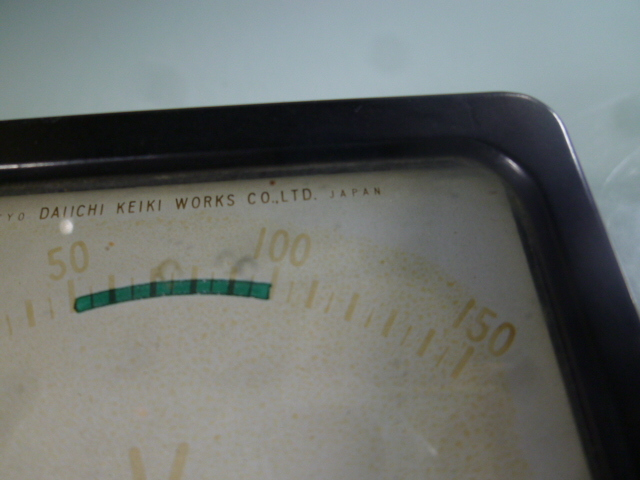 DAIICHI KEIKI WORKS CO.,LTD. JAPAN
50 100 150
V